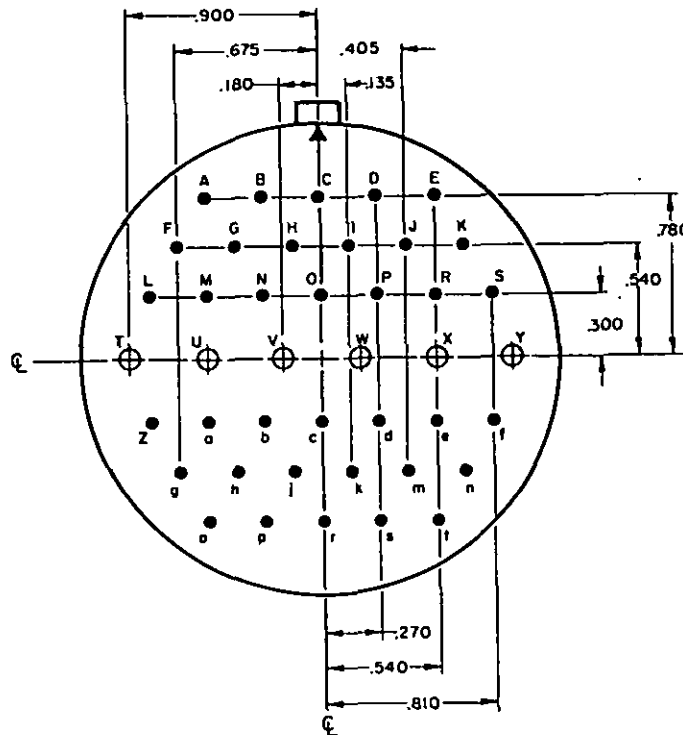 .900
.675
.405
.180
.135
A B C D E
F G H I J K
.780
.540
L M N O P R S
.300
T U V W X Y
℄
Z a b c d e f
g h j k m n
o p r s t
.270
.540
.810
℄